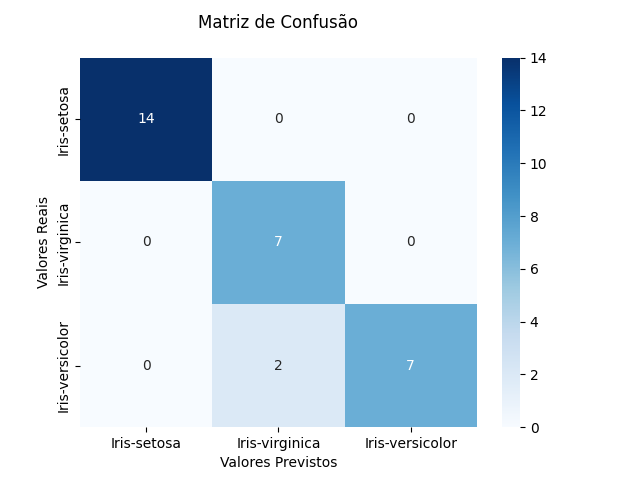 Matriz de Confusão
Valores Reais
Iris-setosa
14 0 0
Iris-virginica
0 7 0
Iris-versicolor
0 2 7
Iris-setosa Iris-virginica Iris-versicolor
Valores Previstos
14
12
10
8
6
4
2
0